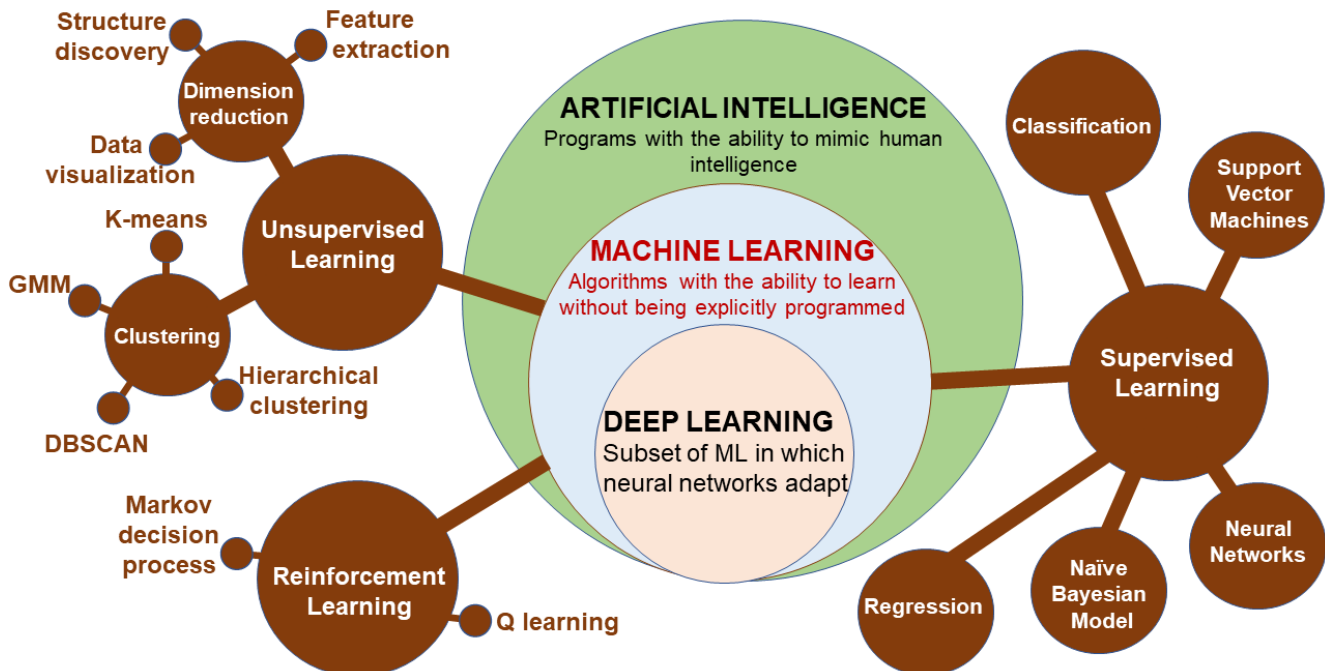 Structure
discovery
Feature
extraction
Dimension
reduction
Data
visualization
K-means
GMM
Clustering
Hierarchical
clustering
DBSCAN
Unsupervised
Learning
Markov
decision
process
Reinforcement
Learning
Q learning
ARTIFICIAL INTELLIGENCE
Programs with the ability to mimic human
intelligence
MACHINE LEARNING
Algorithms with the ability to learn
without being explicitly programmed
DEEP LEARNING
Subset of ML in which
neural networks adapt
Classification
Support
Vector
Machines
Supervised
Learning
Neural
Networks
Naïve
Bayesian
Model
Regression